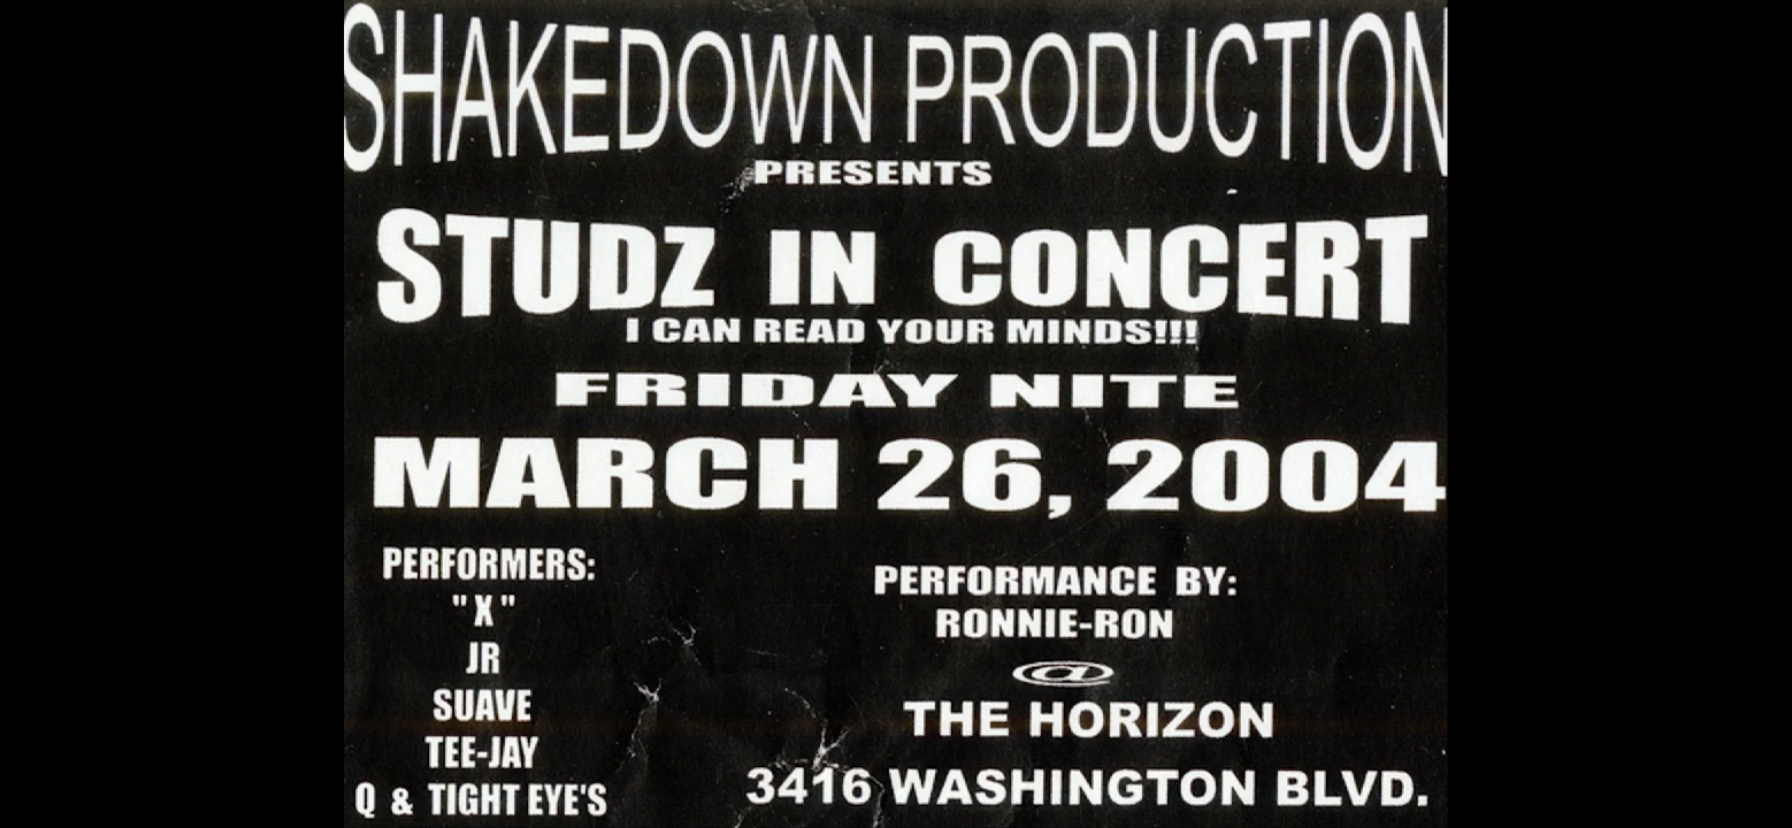 SHAKEDOWN PRODUCTION
PRESENTS
STUDZ IN CONCERT
I CAN READ YOUR MINDS!!!
FRIDAY NITE
MARCH 26, 2004
PERFORMERS:
"X"
JR
SUAVE
TEE-JAY
Q & TIGHT EYE'S
PERFORMANCE BY:
RONNIE-RON
@
THE HORIZON
3416 WASHINGTON BLVD.